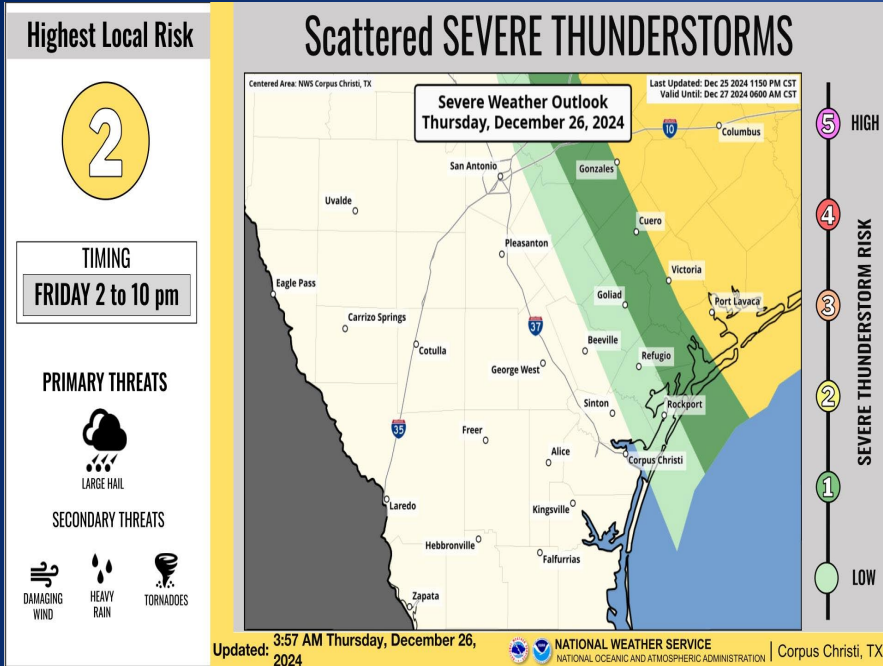 Highest Local Risk
2
TIMING
FRIDAY 2 to 10 pm
PRIMARY THREATS
LARGE HAIL
SECONDARY THREATS
DAMAGING
WIND
HEAVY
RAIN
TORNADOES
Scattered SEVERE THUNDERSTORMS
Centered Area: NWS Corpus Christi, TX
Last Updated: Dec 25 2024 1150 PM CST
Valid Until: Dec 27 2024 0600 AM CST
Severe Weather Outlook
Thursday, December 26, 2024
10
Columbus
San Antonio
Gonzales
Uvalde
Cuero
Pleasanton
Victoria
Eagle Pass
Goliad
Port Lavaca
Carrizo Springs
37
Cotulla
Beeville
George West
Refugio
Sinton
Rockport
35
Freer
Alice
Corpus Christi
Laredo
Kingsville
Hebbronville
Falfurrias
Zapata
5
HIGH
4
3
2
1
LOW
SEVERE THUNDERSTORM RISK
Updated: 3:57 AM Thursday, December 26,
2024
NATIONAL WEATHER SERVICE
NATIONAL OCEANIC AND ATMOSPHERIC ADMINISTRATION
Corpus Christi, TX